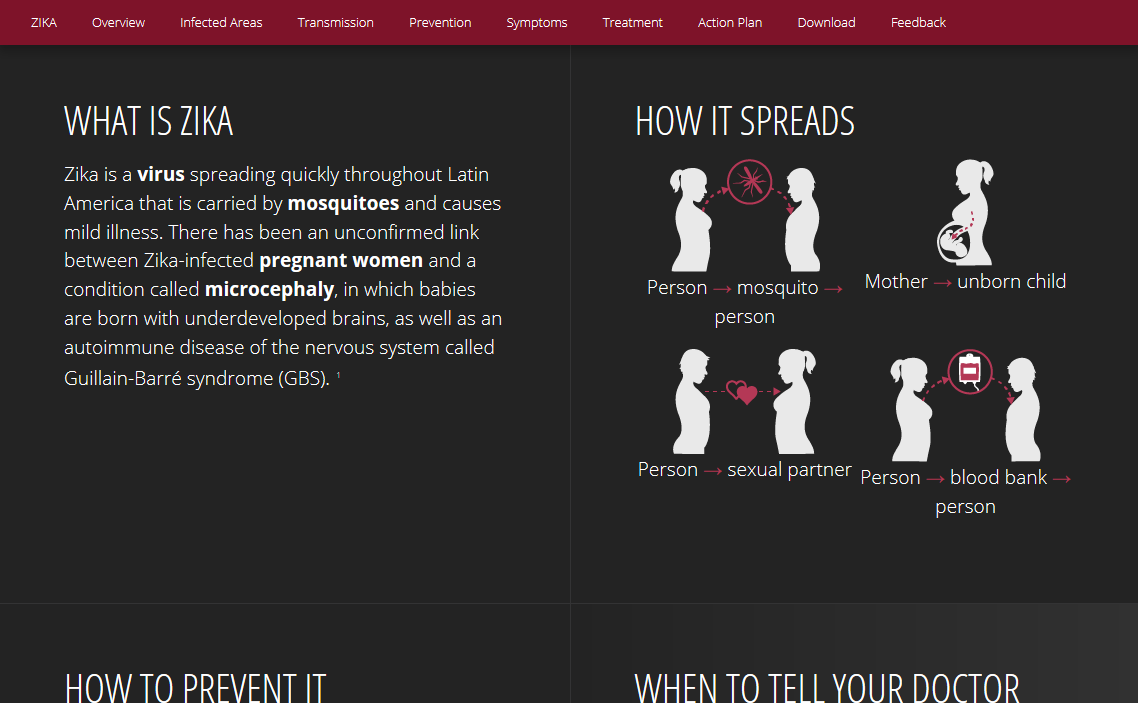 ZIKA Overview Infected Areas Transmission Prevention Symptoms Treatment Action Plan Download Feedback
WHAT IS ZIKA
Zika is a virus spreading quickly throughout Latin
America that is carried by mosquitoes and causes
mild illness. There has been an unconfirmed link
between Zika-infected pregnant women and a
condition called microcephaly, in which babies
are born with underdeveloped brains, as well as an
autoimmune disease of the nervous system called
Guillain-Barré syndrome (GBS). 1
HOW IT SPREADS
Person → mosquito →
person
Mother → unborn child
Person → sexual partner
Person → blood bank →
person
HOW TO PREVENT IT
WHEN TO TELL YOUR DOCTOR